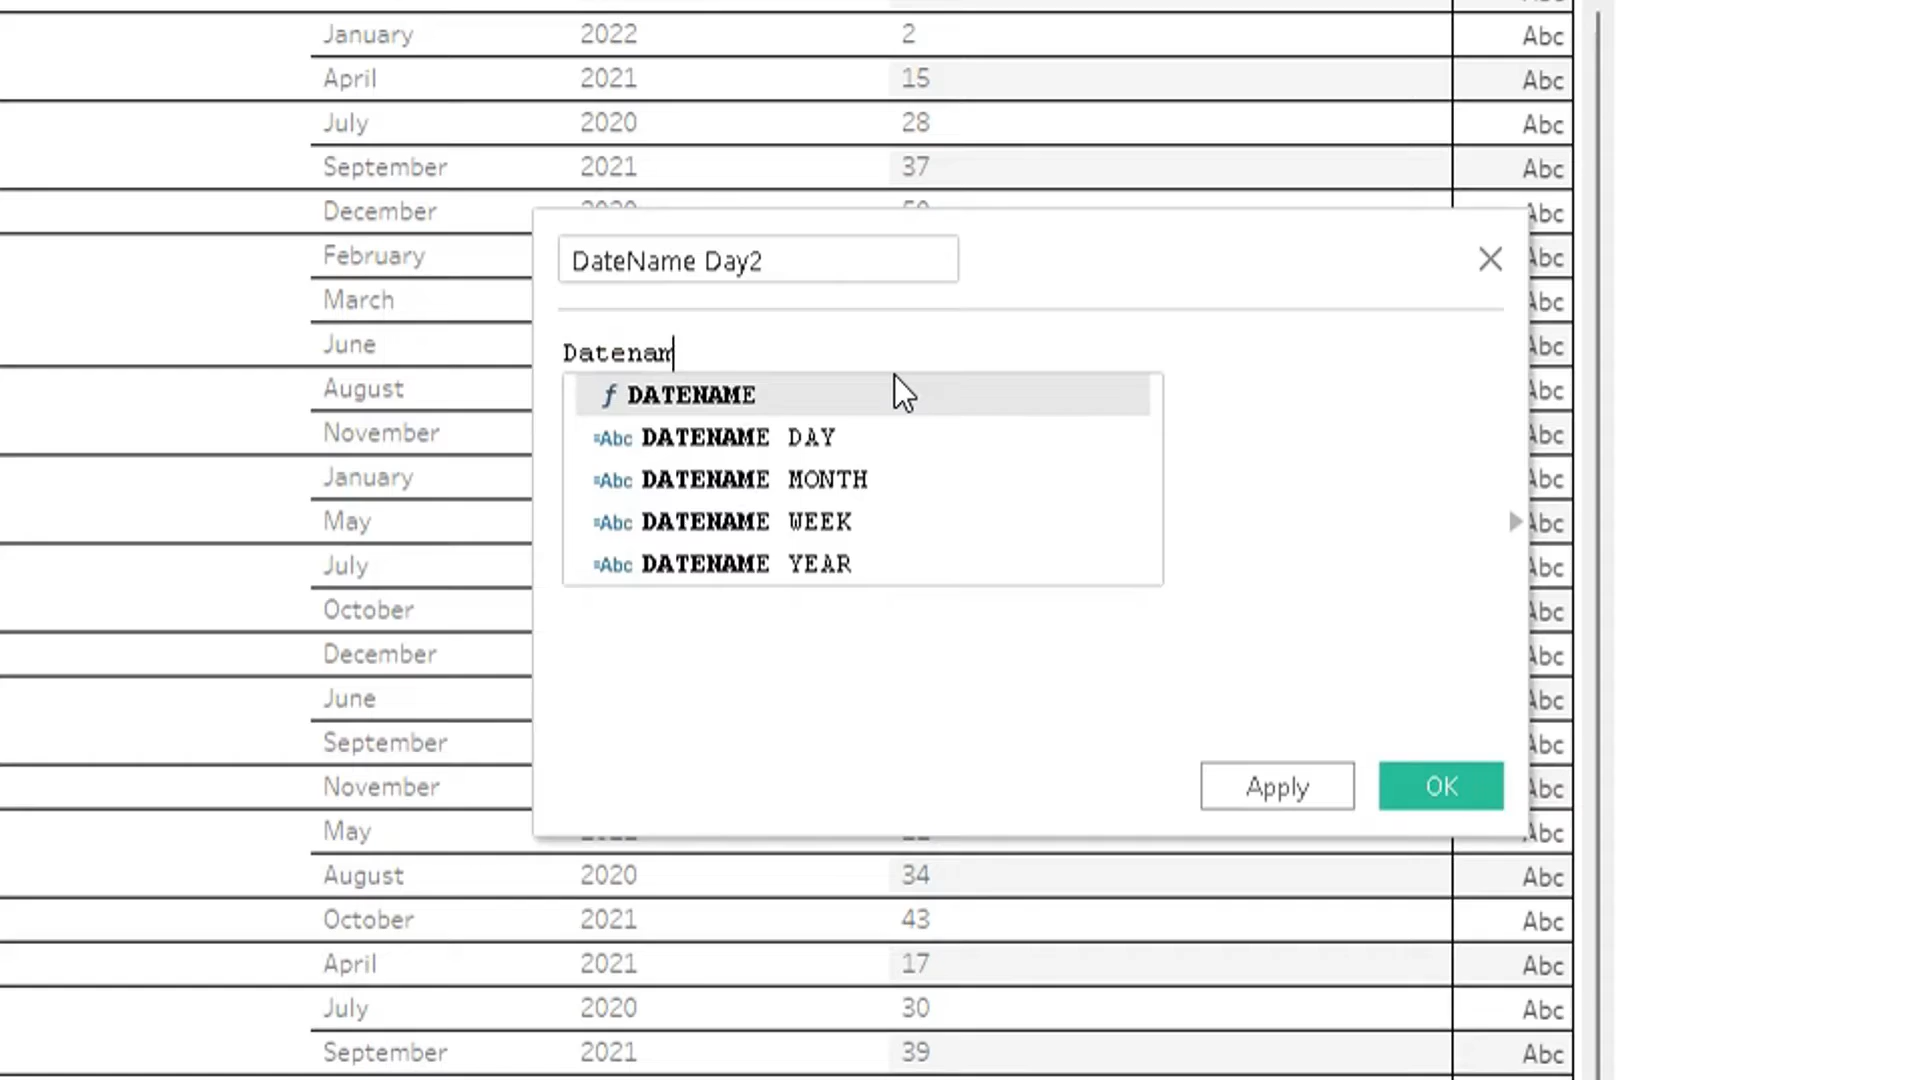 January 2022 2 Abc
April 2021 15 Abc
July 2020 28 Abc
September 2021 37 Abc
December Abc
February Abc
March Abc
June Abc
August Abc
November Abc
January Abc
May Abc
July Abc
October Abc
December Abc
June Abc
September Abc
November Abc
May Abc
August 2020 34 Abc
October 2021 43 Abc
April 2021 17 Abc
July 2020 30 Abc
September 2021 39 Abc
DateName Day2
Datenam
f DATENAME
=Abc DATENAME DAY
=Abc DATENAME MONTH
=Abc DATENAME WEEK
=Abc DATENAME YEAR
Apply OK